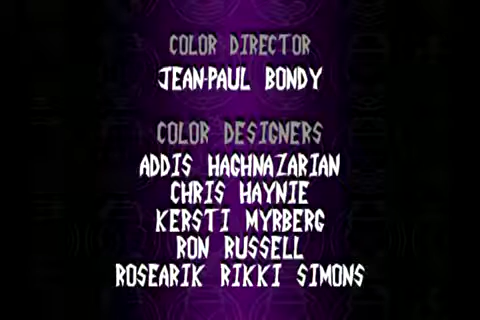 COLOR DIRECTOR
JEAN-PAUL BONDY
COLOR DESIGNERS
ADDIS HAGHNAZARIAN
CHRIS HAYNIE
KERSTI MYRBERG
RON RUSSELL
ROSEARIK RIKKI SIMONS